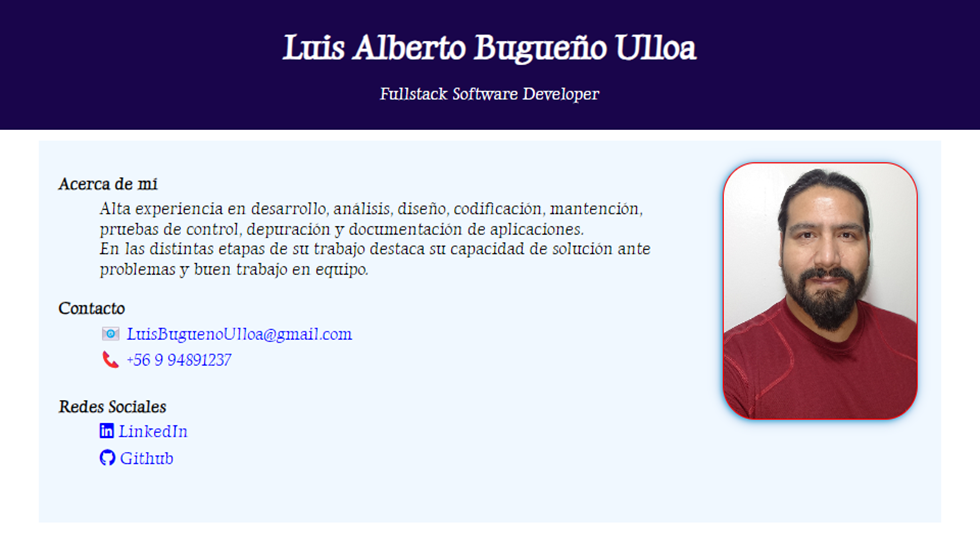 Luis Alberto Bugueño Ulloa
Fullstack Software Developer
Acerca de mí
Alta experiencia en desarrollo, análisis, diseño, codificación, mantención,
pruebas de control, depuración y documentación de aplicaciones.
En las distintas etapas de su trabajo destaca su capacidad de solución ante
problemas y buen trabajo en equipo.
Contacto
LuisBuguenoUlloa@gmail.com
+56 9 94891237
Redes Sociales
LinkedIn
Github